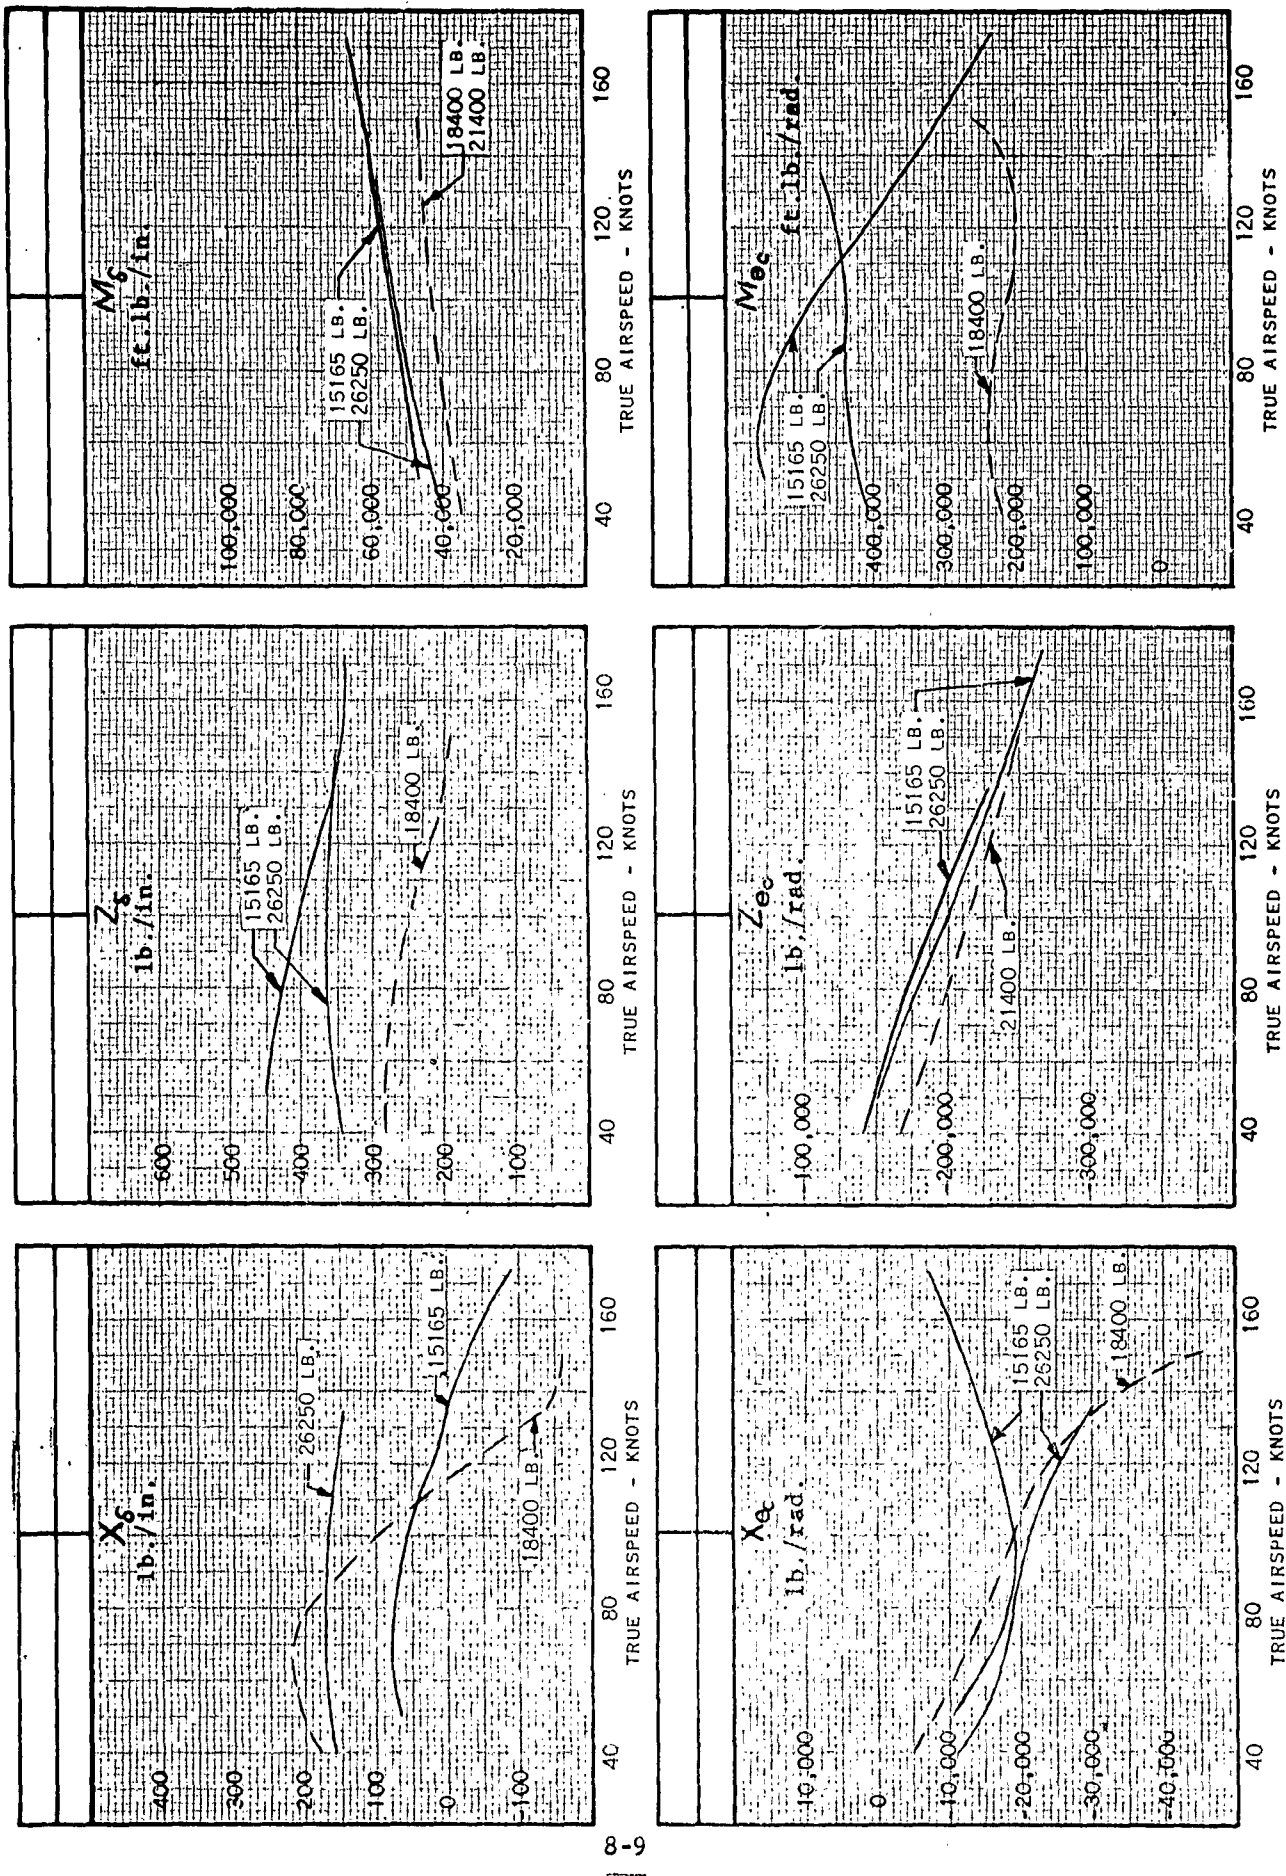 Xδ
lb./in.
400
300
200
100
0
-100
26250 LB.
15165 LB.
18400 LB.
40
80
120
160
TRUE AIRSPEED - KNOTS
Zδ
lb./in.
600
500
400
300
200
100
15165 LB.
26250 LB.
18400 LB.
40
80
120
160
TRUE AIRSPEED - KNOTS
Mδ
ft.lb./in.
100,000
80,000
60,000
40,000
20,000
15165 LB.
26250 LB.
18400 LB.
21400 LB.
40
80
120
160
TRUE AIRSPEED - KNOTS
Xθc
lb./rad.
10,000
0
-10,000
-20,000
-30,000
-40,000
15165 LB.
26250 LB.
18400 LB.
40
80
120
160
TRUE AIRSPEED - KNOTS
Zθc
lb./rad.
-100,000
-200,000
-300,000
15165 LB.
26250 LB.
21400 LB.
40
80
120
160
TRUE AIRSPEED - KNOTS
Mθc
ft.lb./rad.
400,000
300,000
200,000
100,000
0
15165 LB.
26250 LB.
18400 LB.
40
80
120
160
TRUE AIRSPEED - KNOTS
8-9